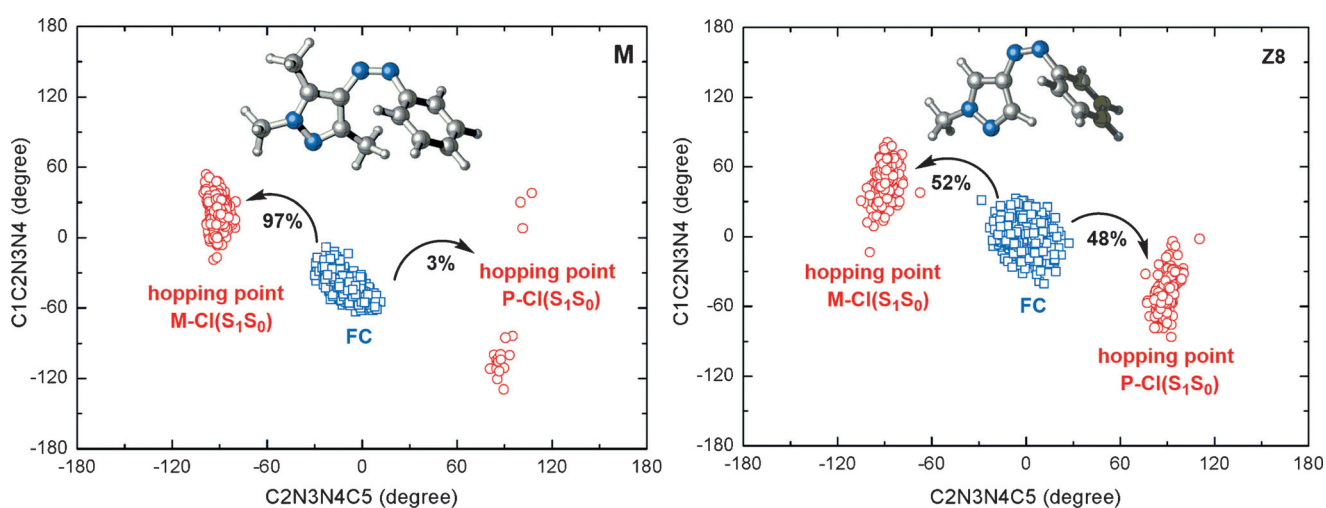 M
180
120
60
0
-60
-120
-180
C1C2N3N4 (degree)
97%
3%
hopping point
M-CI(S₁S₀)
FC
hopping point
P-CI(S₁S₀)
-180
-120
-60
0
60
120
180
C2N3N4C5 (degree)
Z8
180
120
60
0
-60
-120
-180
C1C2N3N4 (degree)
52%
48%
hopping point
M-CI(S₁S₀)
FC
hopping point
P-CI(S₁S₀)
-180
-120
-60
0
60
120
180
C2N3N4C5 (degree)